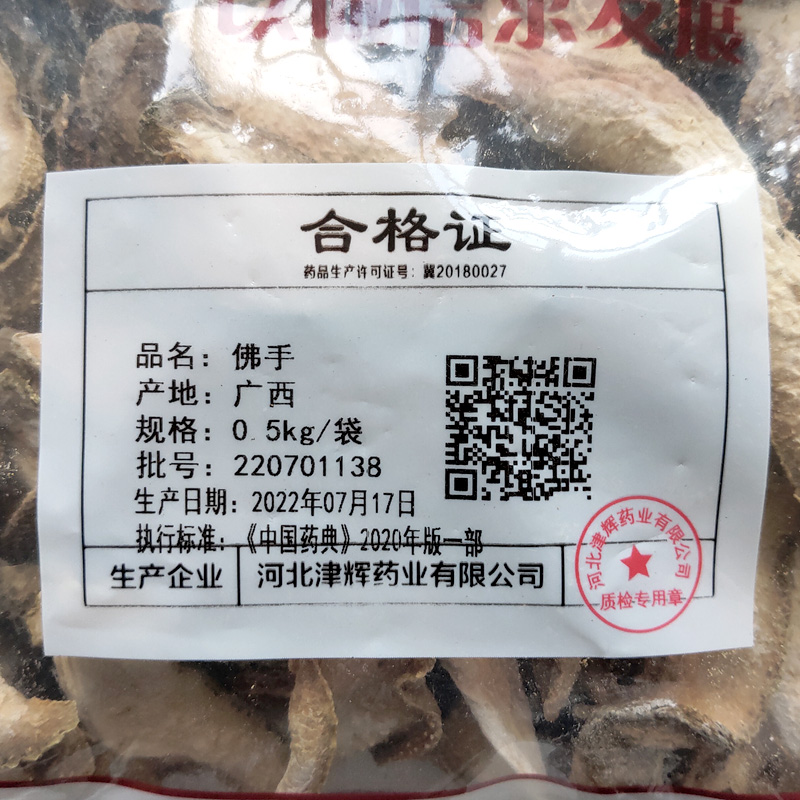 合格证
药品生产许可证号：冀20180027
品名：佛手
产地：广西
规格：0.5kg/袋
批号：220701138
生产日期：2022年07月17日
执行标准：《中国药典》2020年版一部
生产企业 河北津辉药业有限公司
河北津辉药业有限公司
质检专用章